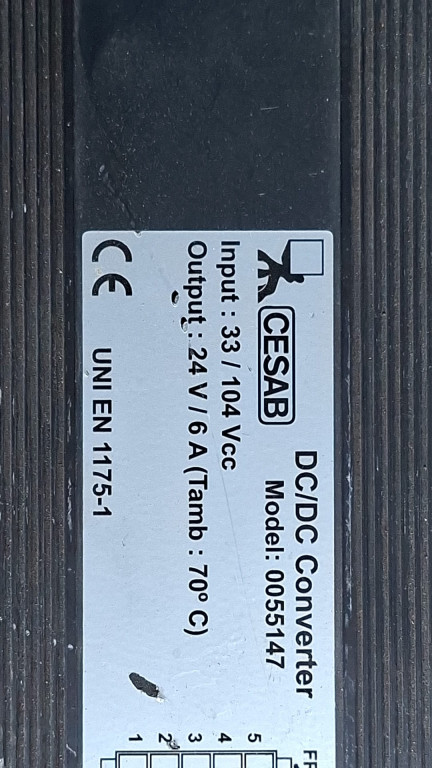 DC/DC Converter
CESAB
Model: 0055147
Input : 33 / 104 Vcc
Output : 24 V / 6 A (Tamb : 70º C)
CE UNI EN 1175-1
5
4
3
2
1